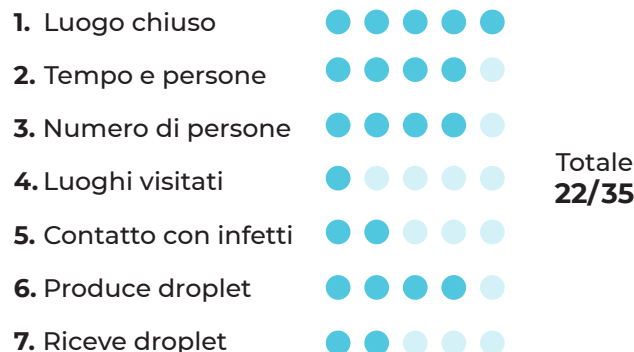 1. Luogo chiuso
2. Tempo e persone
3. Numero di persone
4. Luoghi visitati
5. Contatto con infetti
6. Produce droplet
7. Riceve droplet
Totale
22/35